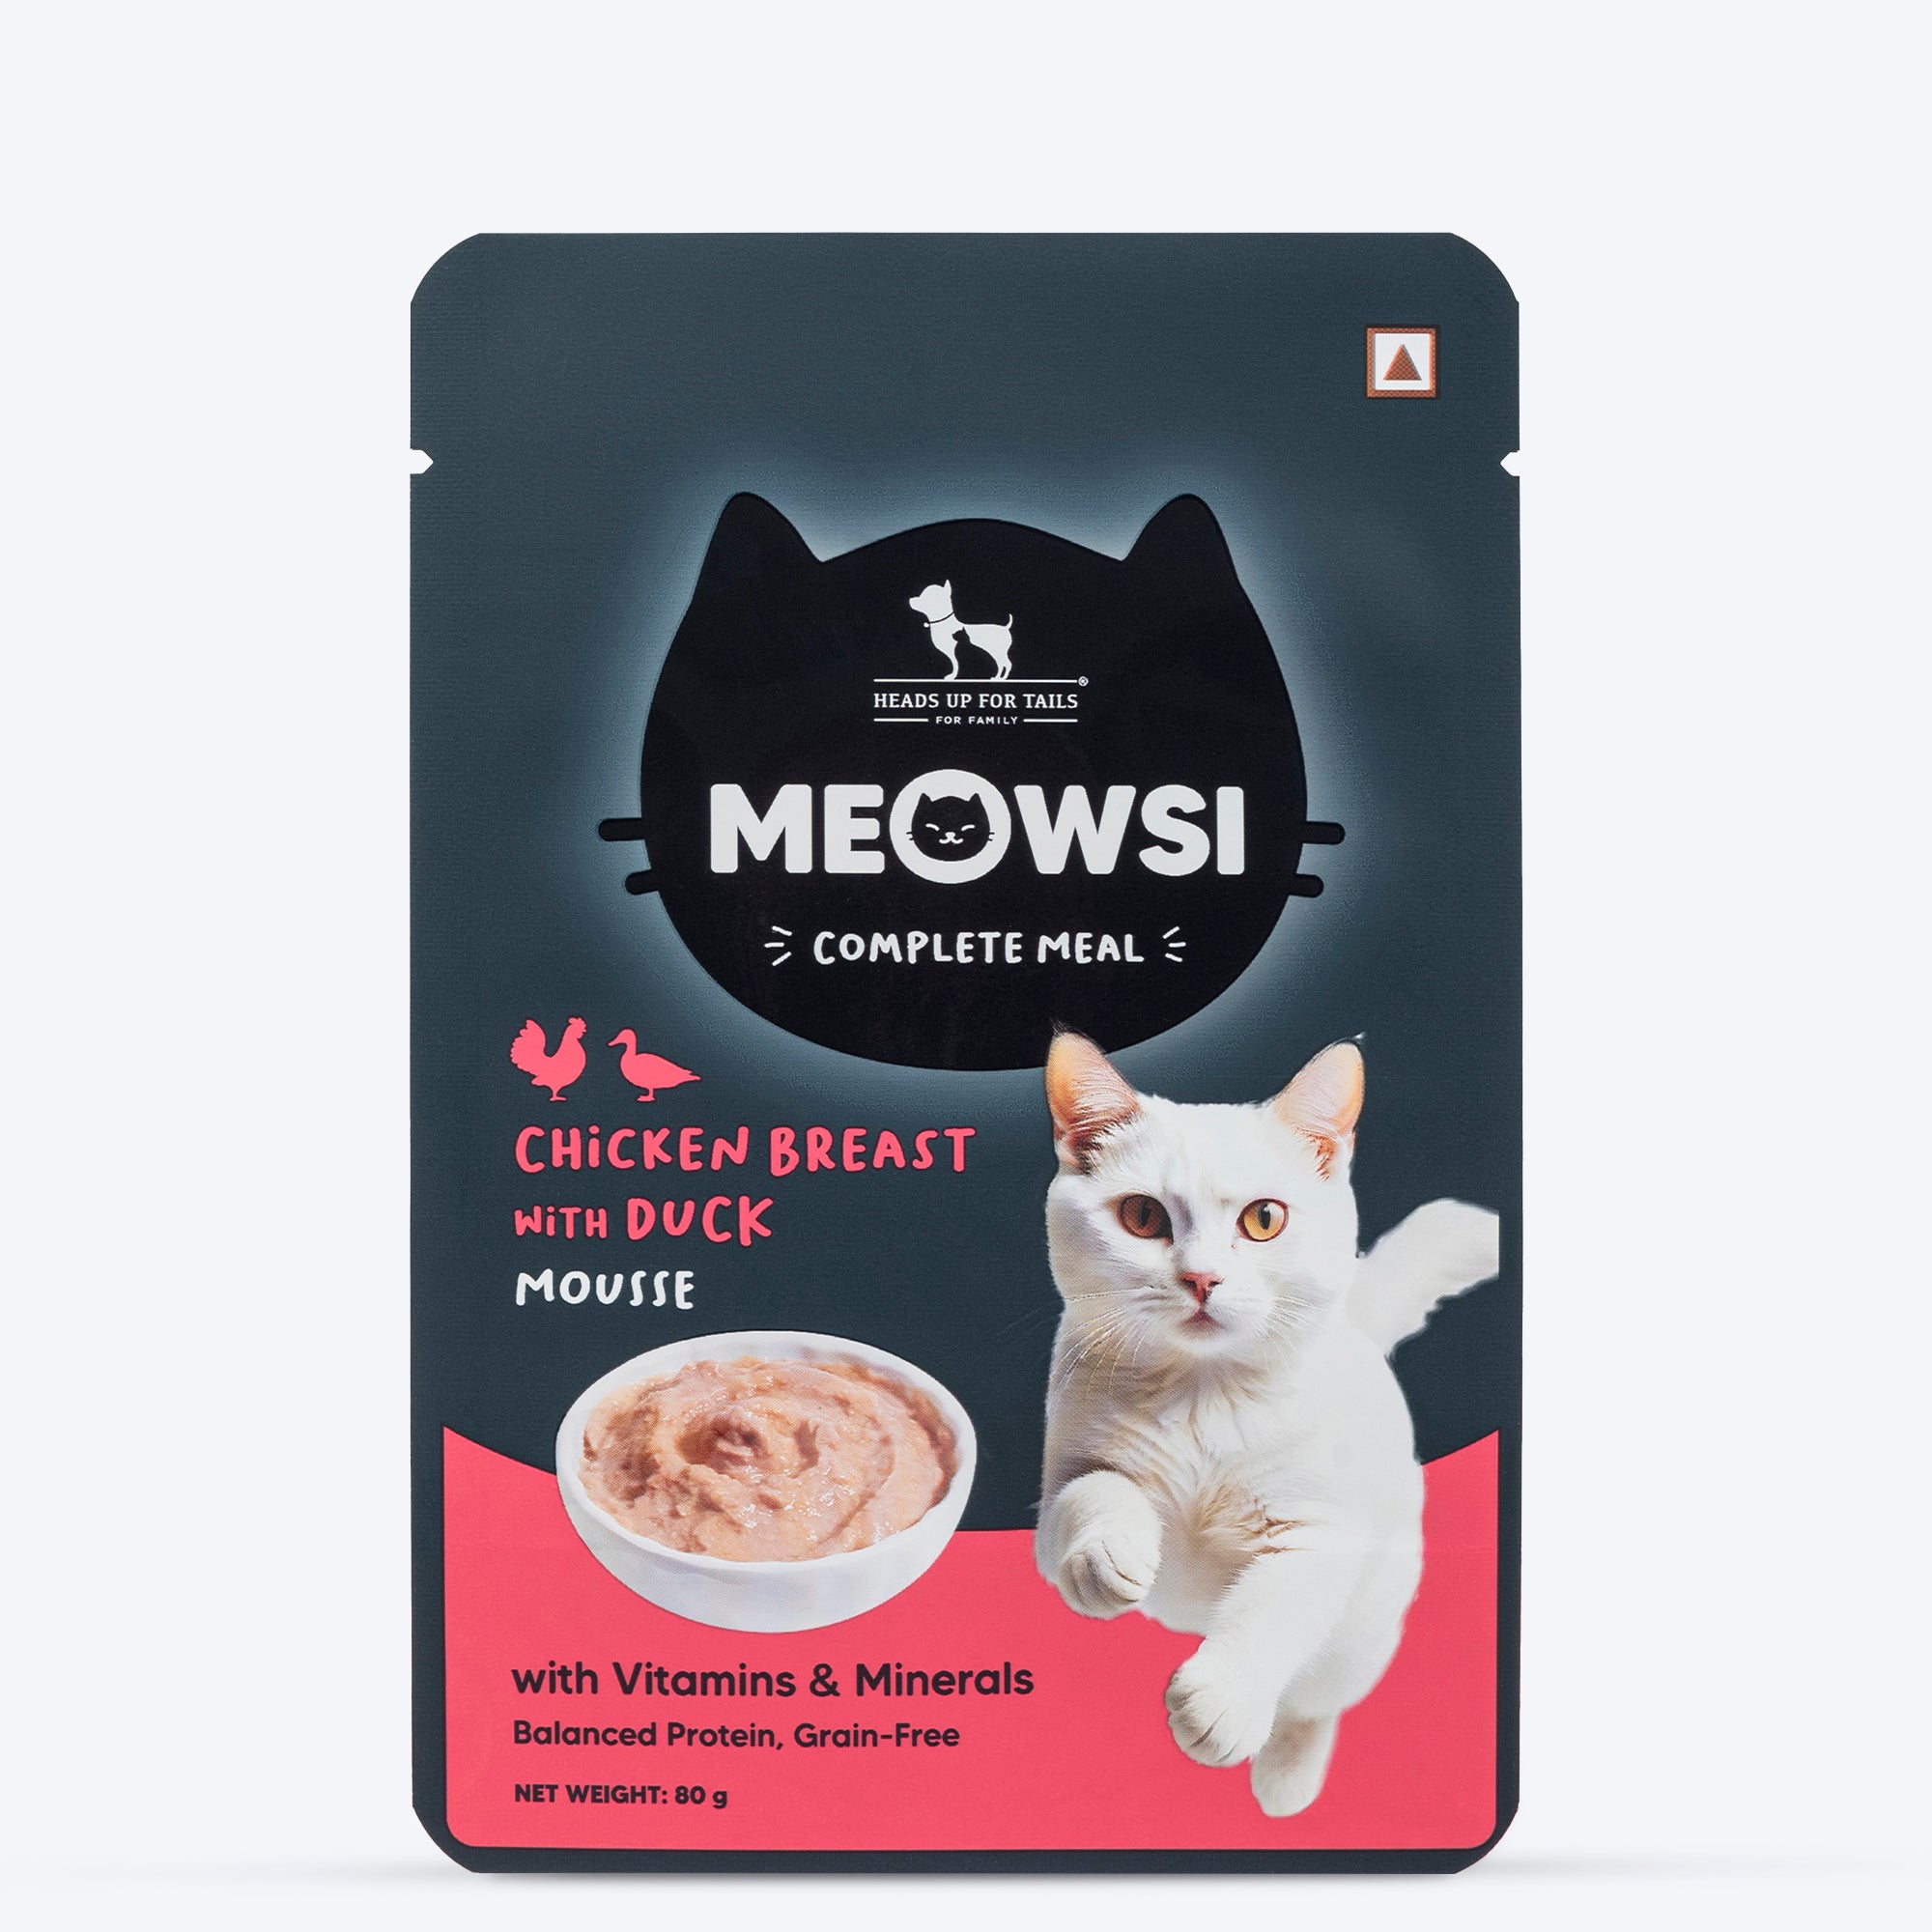 HEADS UP FOR TAILS®
FOR FAMILY
MEOWSI
COMPLETE MEAL
CHiCKEN BREAST
WiTH DUCK
MOUSSE
with Vitamins & Minerals
Balanced Protein, Grain-Free
NET WEIGHT: 80 g